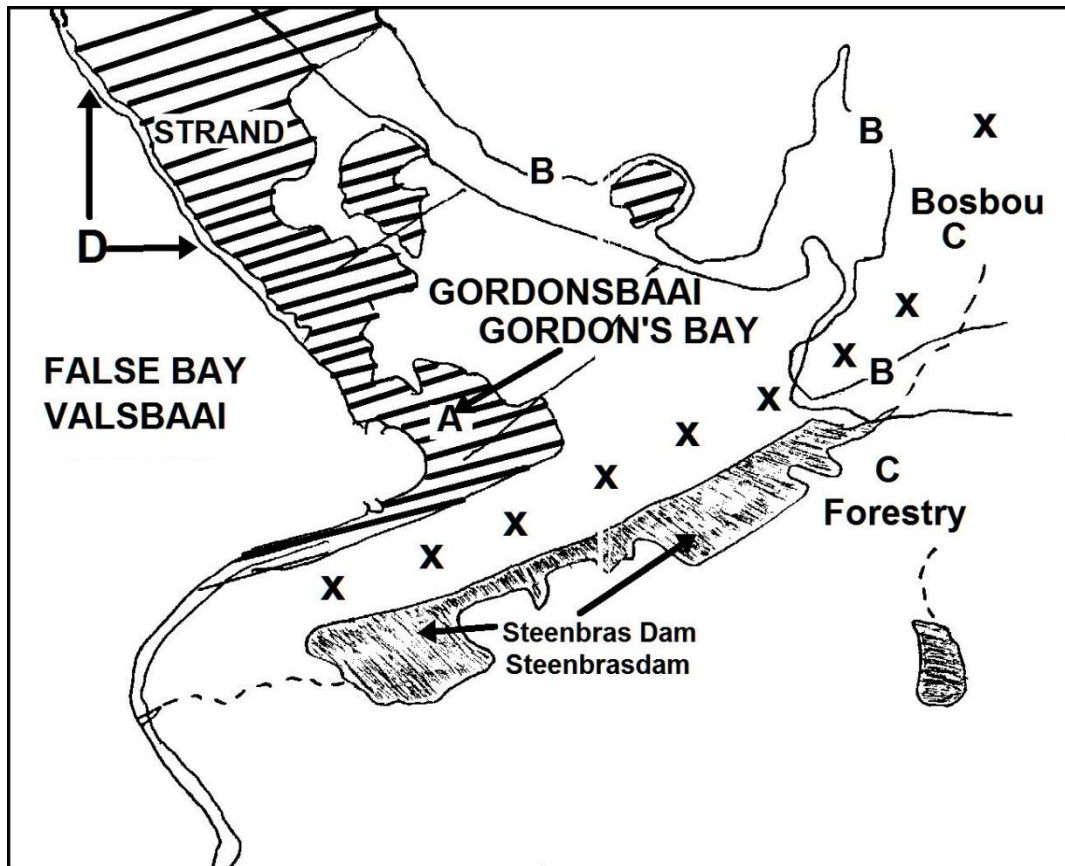 B
x
STRAND
B
Bosbou
C
D
GORDONSBAAI
GORDON'S BAY
x
x
B
FALSE BAY
VALSBAAI
A
x
x
x
C
Forestry
x
x
x
Steenbras Dam
Steenbrasdam